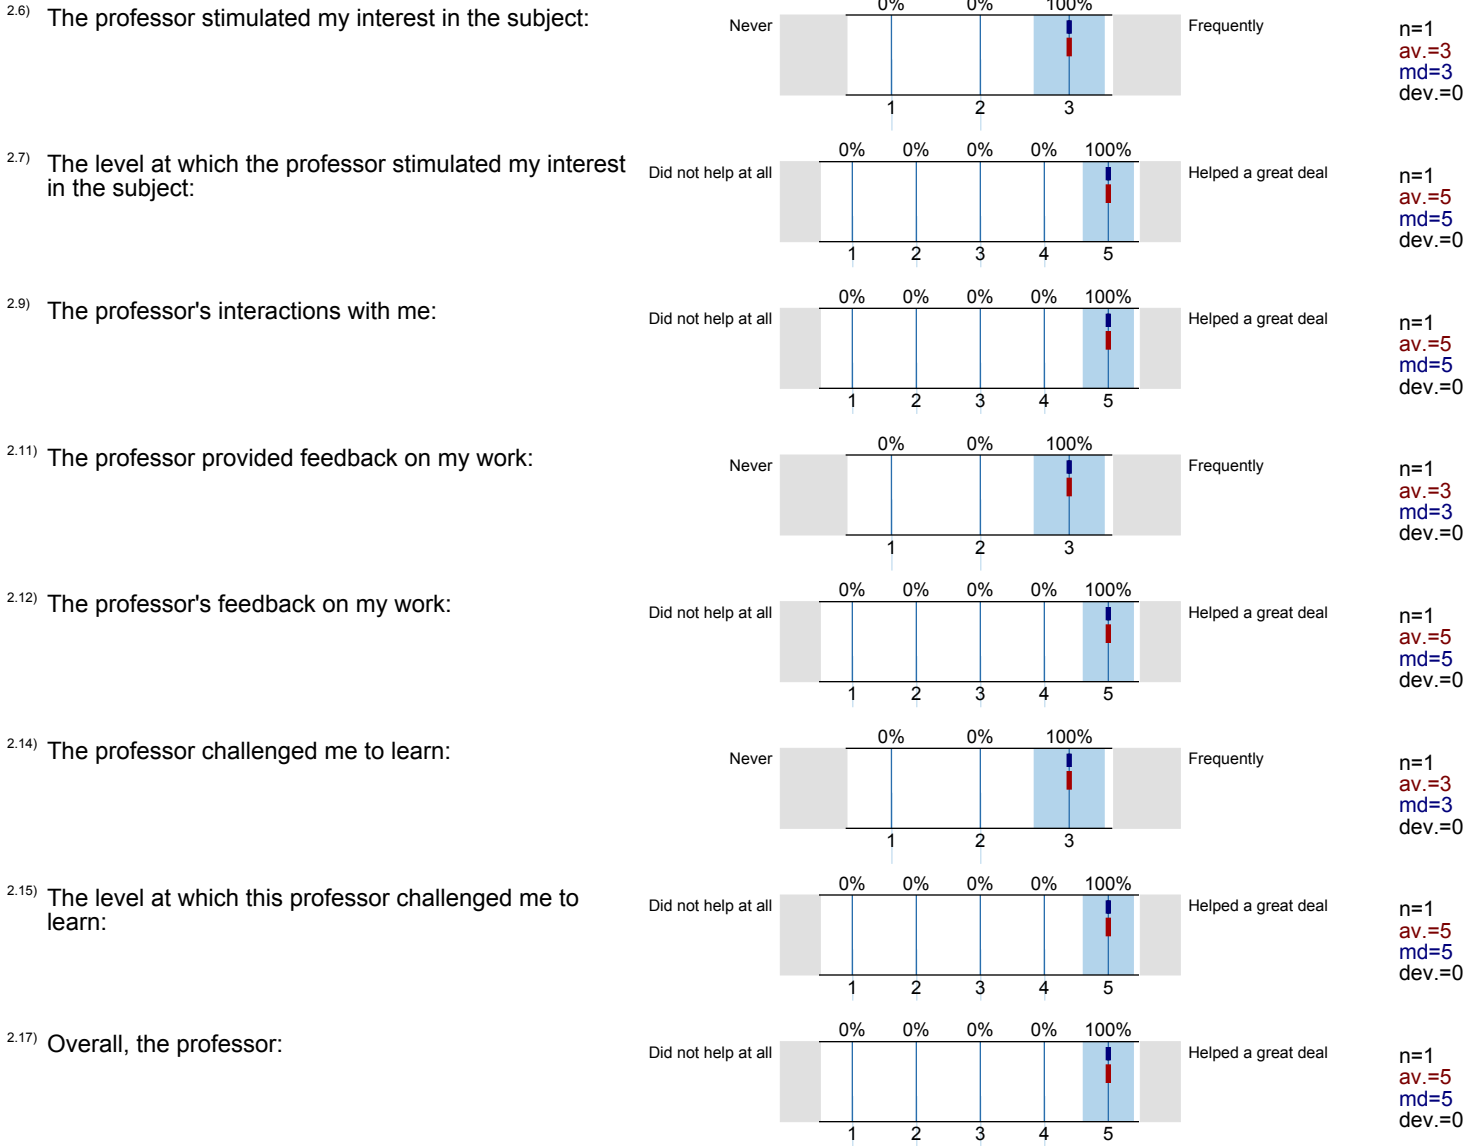 2.6) The professor stimulated my interest in the subject:
0% 0% 100%
Never Frequently
n=1
av.=3
md=3
dev.=0
1 2 3
2.7) The level at which the professor stimulated my interest
in the subject:
0% 0% 0% 0% 100%
Did not help at all Helped a great deal
n=1
av.=5
md=5
dev.=0
1 2 3 4 5
2.9) The professor's interactions with me:
0% 0% 0% 0% 100%
Did not help at all Helped a great deal
n=1
av.=5
md=5
dev.=0
1 2 3 4 5
2.11) The professor provided feedback on my work:
0% 0% 100%
Never Frequently
n=1
av.=3
md=3
dev.=0
1 2 3
2.12) The professor's feedback on my work:
0% 0% 0% 0% 100%
Did not help at all Helped a great deal
n=1
av.=5
md=5
dev.=0
1 2 3 4 5
2.14) The professor challenged me to learn:
0% 0% 100%
Never Frequently
n=1
av.=3
md=3
dev.=0
1 2 3
2.15) The level at which this professor challenged me to
learn:
0% 0% 0% 0% 100%
Did not help at all Helped a great deal
n=1
av.=5
md=5
dev.=0
1 2 3 4 5
2.17) Overall, the professor:
0% 0% 0% 0% 100%
Did not help at all Helped a great deal
n=1
av.=5
md=5
dev.=0
1 2 3 4 5